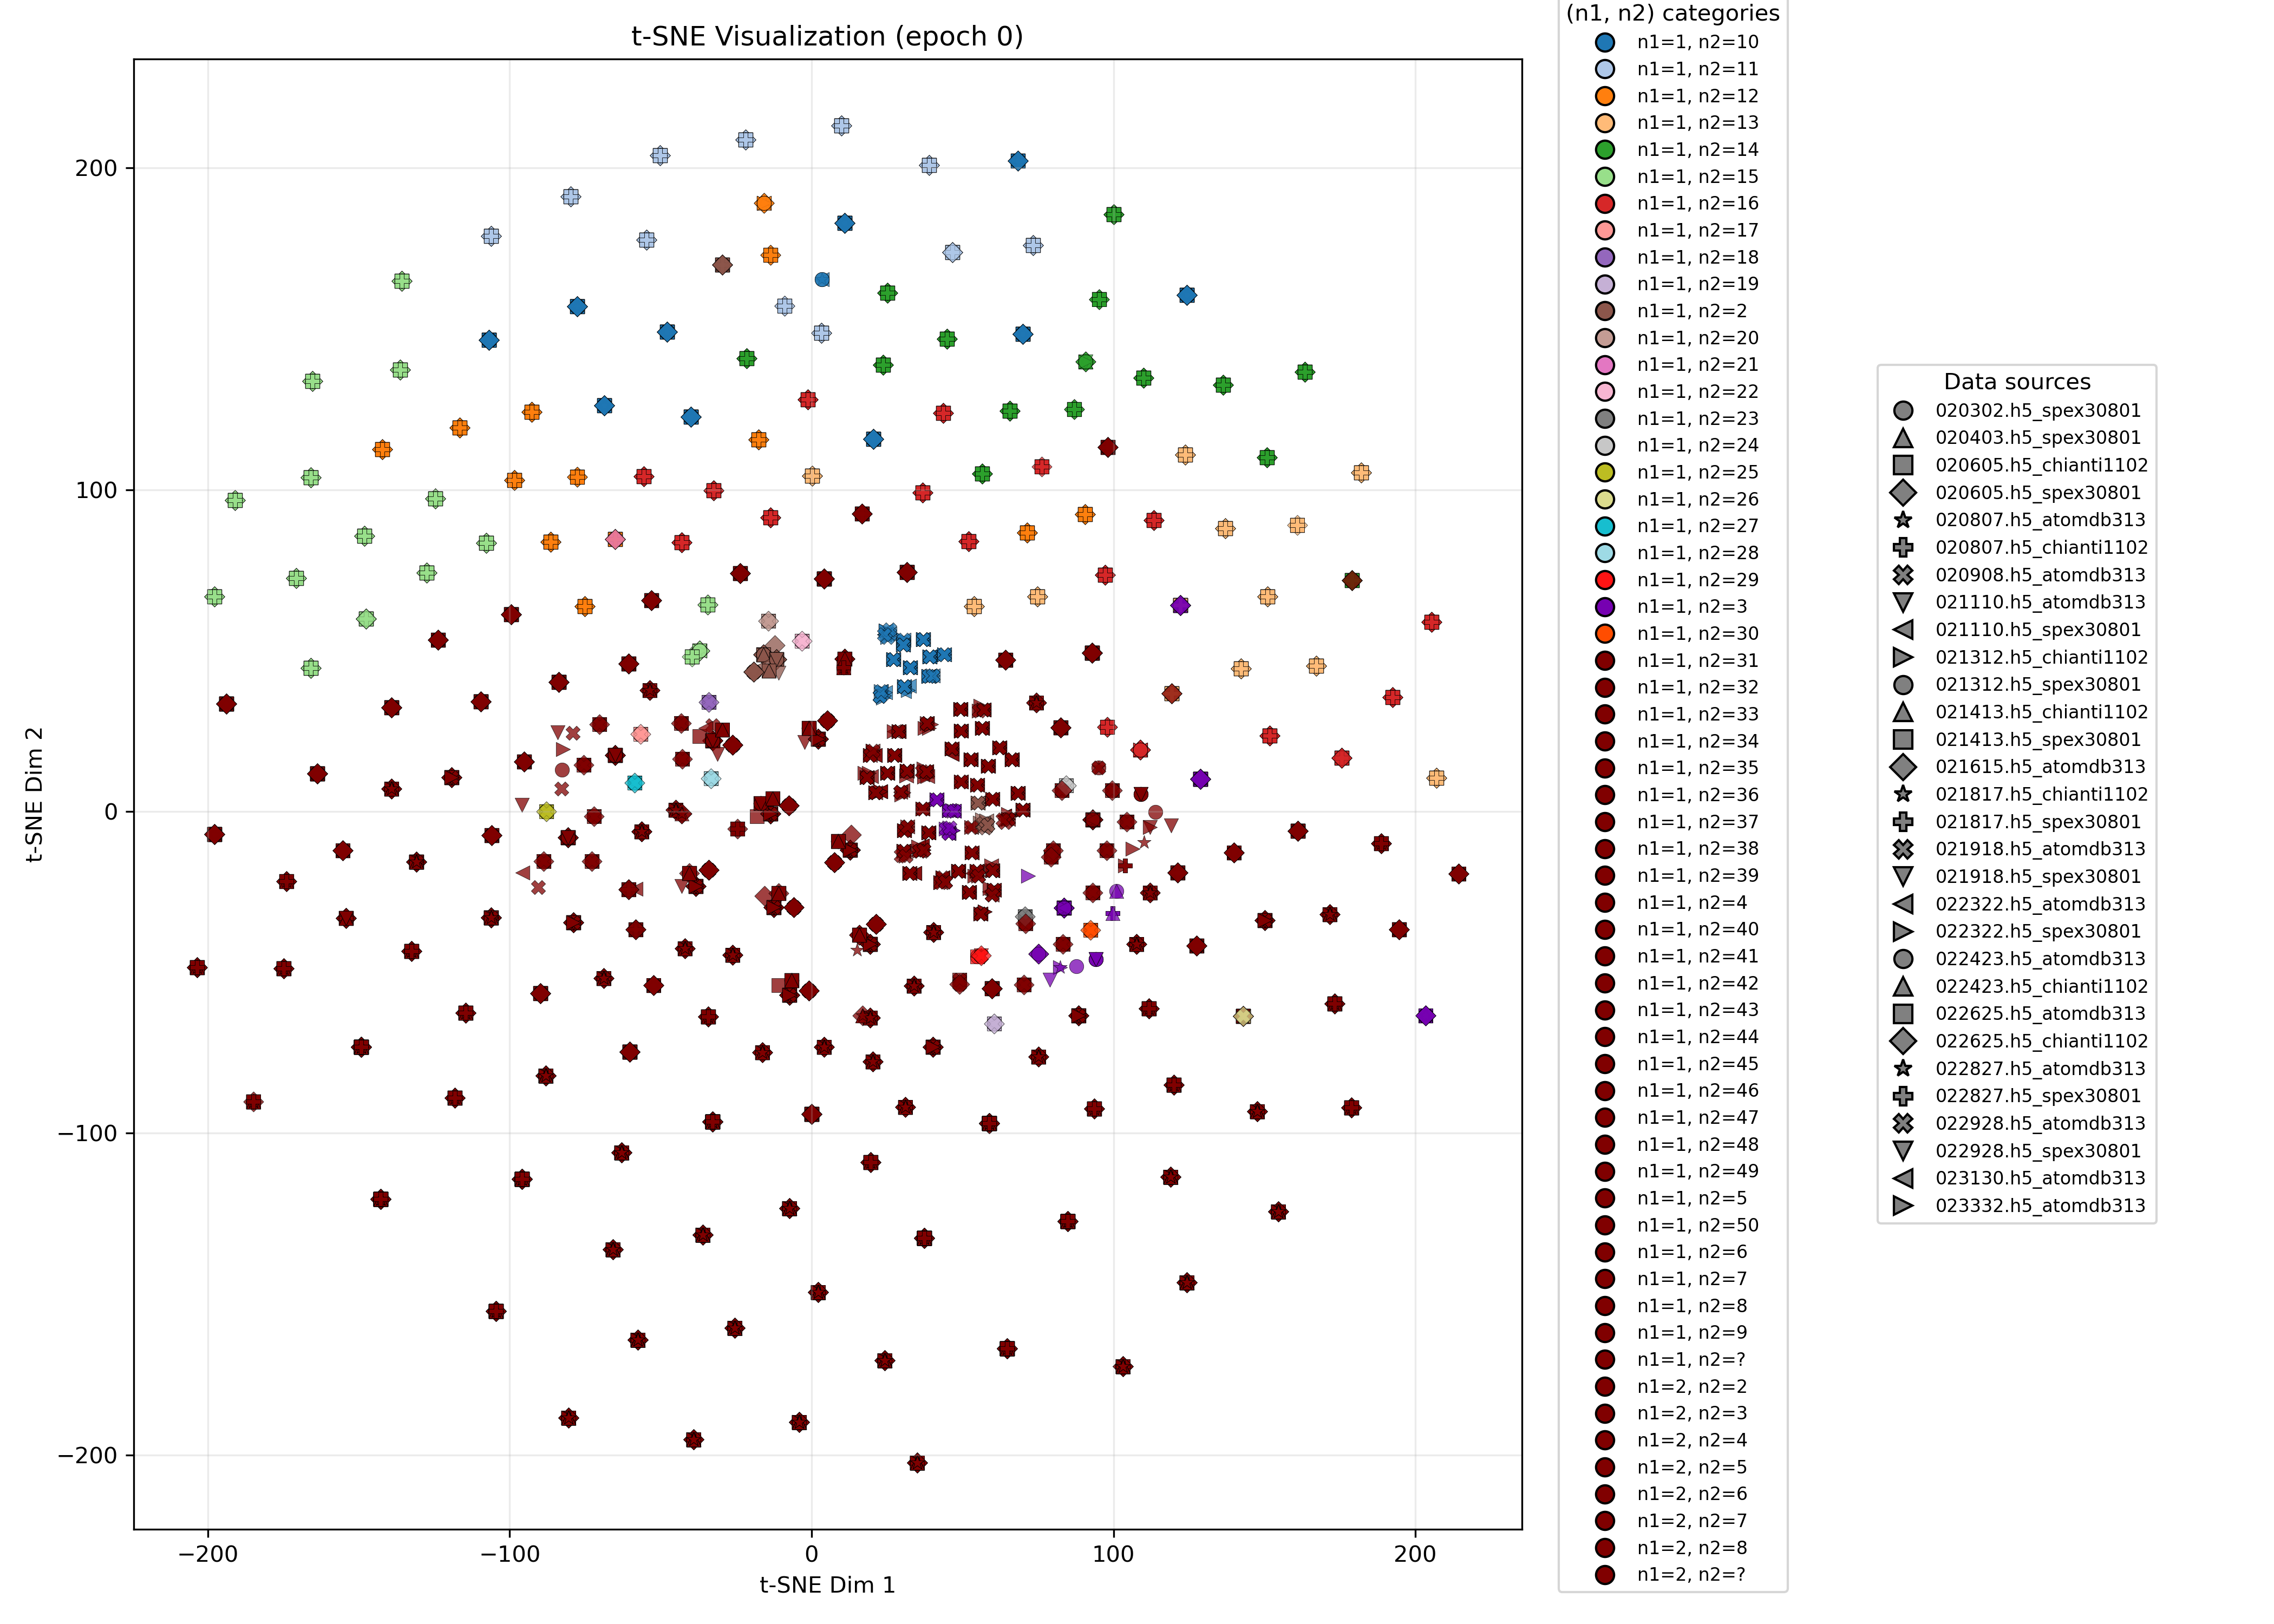 t-SNE Visualization (epoch 0)
200
100
0
−100
−200
t-SNE Dim 2
−200
−100
0
100
200
t-SNE Dim 1
(n1, n2) categories
n1=1, n2=10
n1=1, n2=11
n1=1, n2=12
n1=1, n2=13
n1=1, n2=14
n1=1, n2=15
n1=1, n2=16
n1=1, n2=17
n1=1, n2=18
n1=1, n2=19
n1=1, n2=2
n1=1, n2=20
n1=1, n2=21
n1=1, n2=22
n1=1, n2=23
n1=1, n2=24
n1=1, n2=25
n1=1, n2=26
n1=1, n2=27
n1=1, n2=28
n1=1, n2=29
n1=1, n2=3
n1=1, n2=30
n1=1, n2=31
n1=1, n2=32
n1=1, n2=33
n1=1, n2=34
n1=1, n2=35
n1=1, n2=36
n1=1, n2=37
n1=1, n2=38
n1=1, n2=39
n1=1, n2=4
n1=1, n2=40
n1=1, n2=41
n1=1, n2=42
n1=1, n2=43
n1=1, n2=44
n1=1, n2=45
n1=1, n2=46
n1=1, n2=47
n1=1, n2=48
n1=1, n2=49
n1=1, n2=5
n1=1, n2=50
n1=1, n2=6
n1=1, n2=7
n1=1, n2=8
n1=1, n2=9
n1=1, n2=?
n1=2, n2=2
n1=2, n2=3
n1=2, n2=4
n1=2, n2=5
n1=2, n2=6
n1=2, n2=7
n1=2, n2=8
n1=2, n2=?
Data sources
020302.h5_spex30801
020403.h5_spex30801
020605.h5_chianti1102
020605.h5_spex30801
020807.h5_atomdb313
020807.h5_chianti1102
020908.h5_atomdb313
021110.h5_atomdb313
021110.h5_spex30801
021312.h5_chianti1102
021312.h5_spex30801
021413.h5_chianti1102
021413.h5_spex30801
021615.h5_atomdb313
021817.h5_chianti1102
021817.h5_spex30801
021918.h5_atomdb313
021918.h5_spex30801
022322.h5_atomdb313
022322.h5_spex30801
022423.h5_atomdb313
022423.h5_chianti1102
022625.h5_atomdb313
022625.h5_chianti1102
022827.h5_atomdb313
022827.h5_spex30801
022928.h5_atomdb313
022928.h5_spex30801
023130.h5_atomdb313
023332.h5_atomdb313